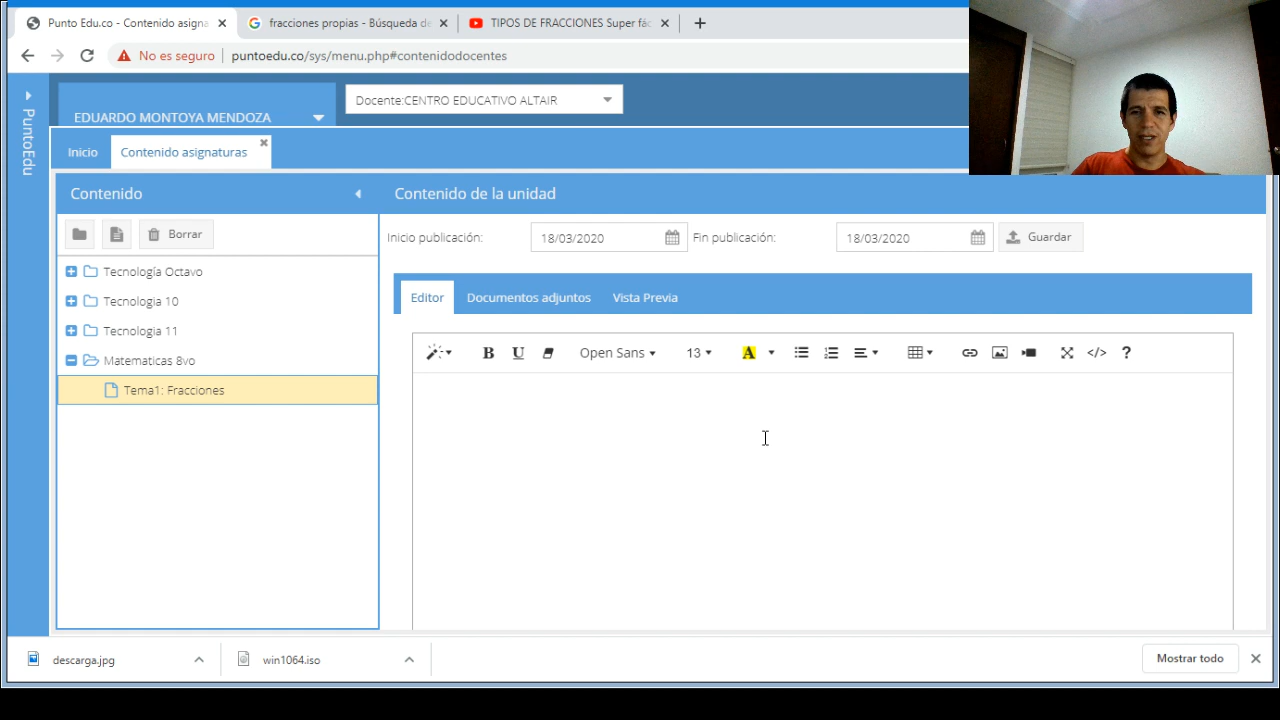 Punto Edu.co - Contenido asigna
fracciones propias - Búsqueda de
TIPOS DE FRACCIONES Super fác
No es seguro
puntoedu.co/sys/menu.php#contenidodocentes
PuntoEdu
EDUARDO MONTOYA MENDOZA
Docente:CENTRO EDUCATIVO ALTAIR
Inicio
Contenido asignaturas
Contenido
Contenido de la unidad
Borrar
Inicio publicación:
18/03/2020
Fin publicación:
18/03/2020
Guardar
Tecnología Octavo
Tecnologia 10
Tecnologia 11
Matematicas 8vo
Tema1: Fracciones
Editor
Documentos adjuntos
Vista Previa
B
U
Open Sans
13
A
</>
?
descarga.jpg
win1064.iso
Mostrar todo